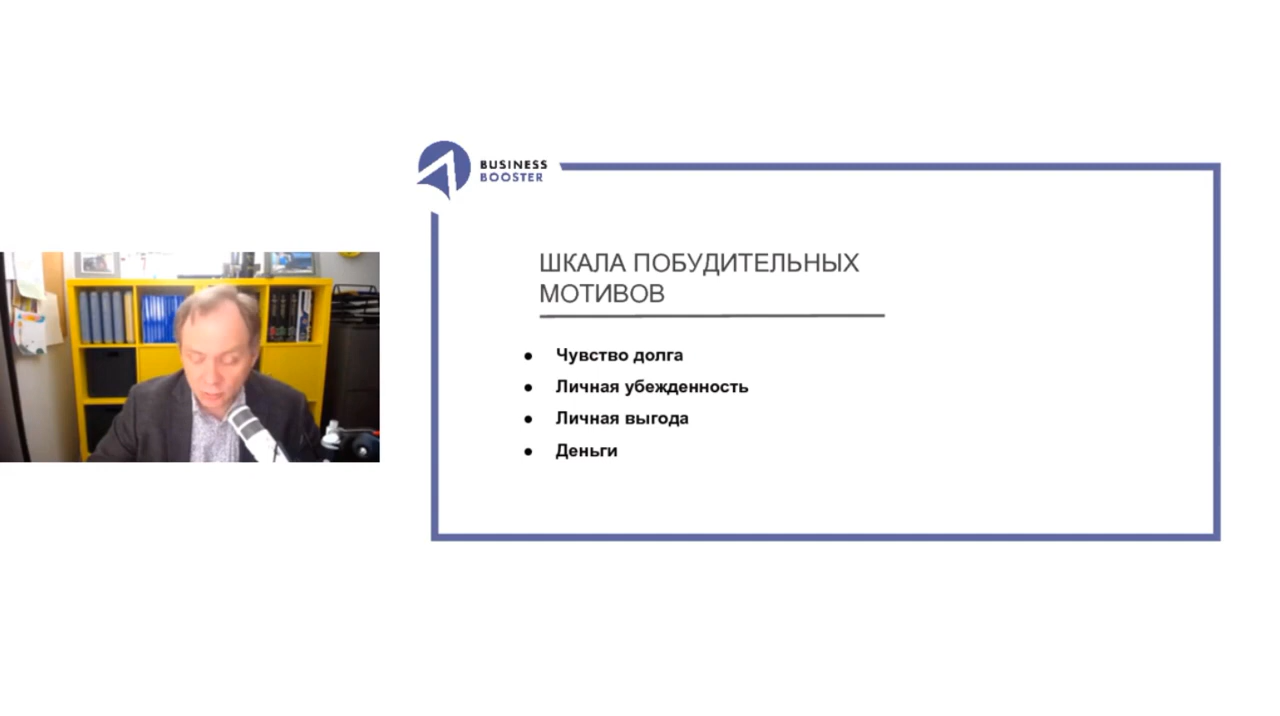 BUSINESS
BOOSTER
ШКАЛА ПОБУДИТЕЛЬНЫХ
МОТИВОВ
● Чувство долга
● Личная убежденность
● Личная выгода
● Деньги